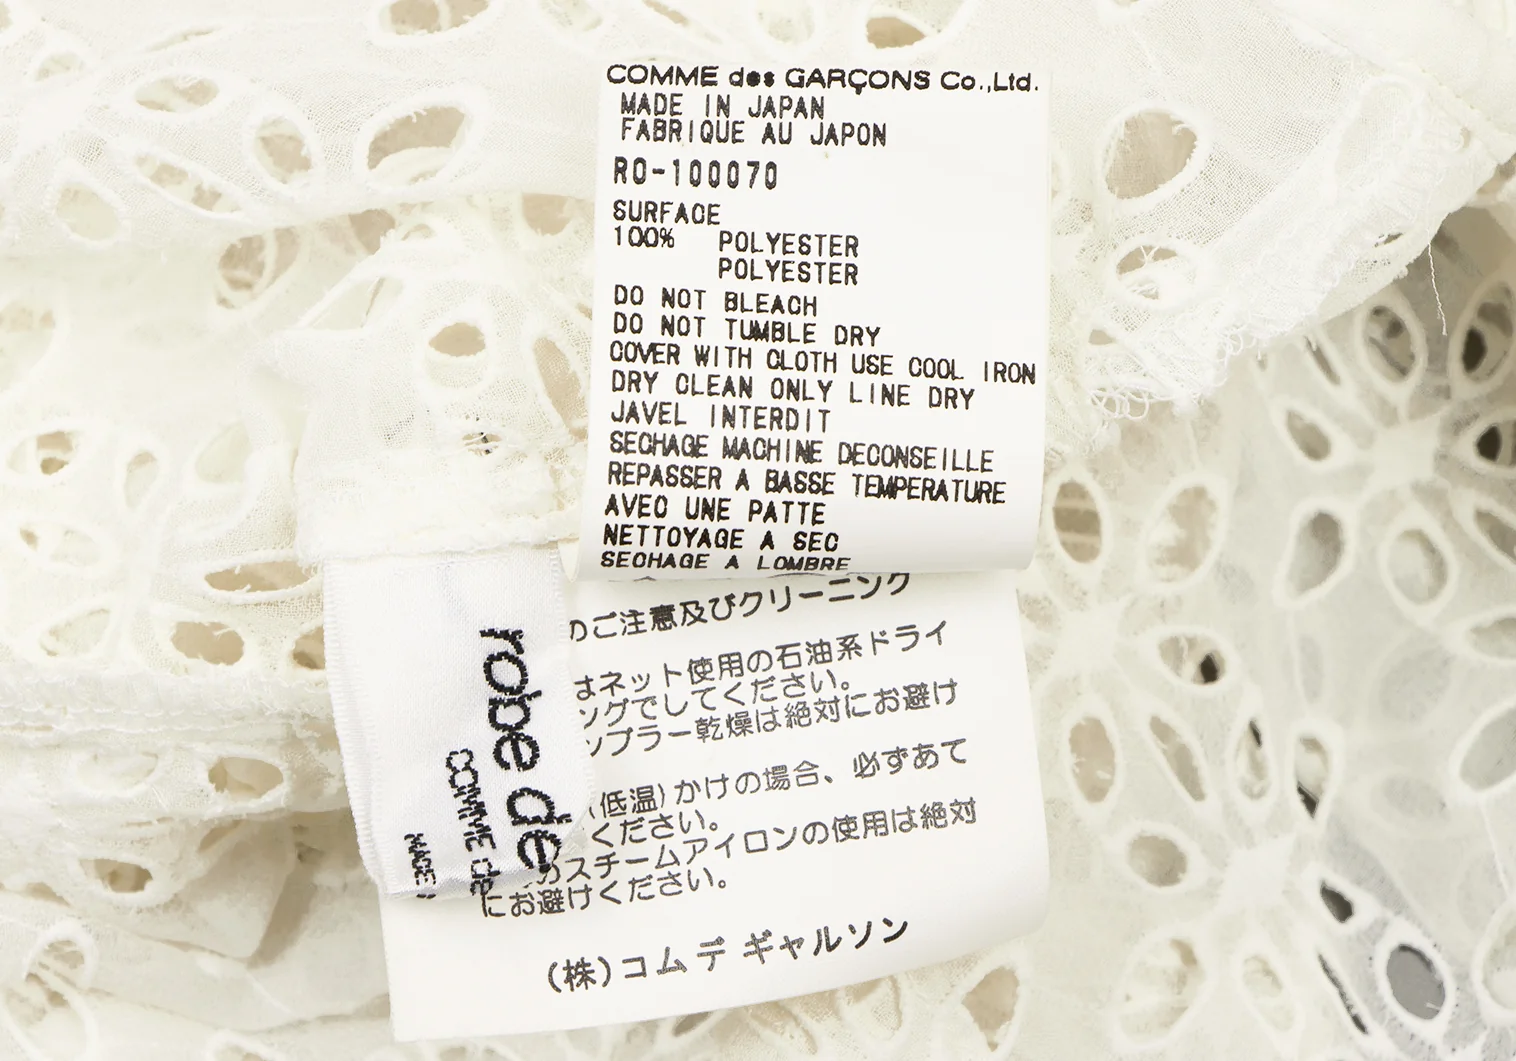 COMME des GARÇONS Co.,Ltd.
MADE IN JAPAN
FABRIQUE AU JAPON
RO-100070
SURFACE
100% POLYESTER
POLYESTER
DO NOT BLEACH
DO NOT TUMBLE DRY
COVER WITH CLOTH USE COOL IRON
DRY CLEAN ONLY LINE DRY
JAVEL INTERDIT
SECHAGE MACHINE DECONSEILLE
REPASSER A BASSE TEMPERATURE
AVEC UNE PATTE
NETTOYAGE A SEC
SECHAGE A LOMBRE
のご注意及びクリーニング
はネット使用の石油系ドライ
ングでしてください。
ップラー乾燥は絶対にお避け
(低温)かけの場合、必ずあて
ください。
のスチームアイロンの使用は絶対
にお避けください。
(株)コムデギャルソン
robe de
COMME de
MADE